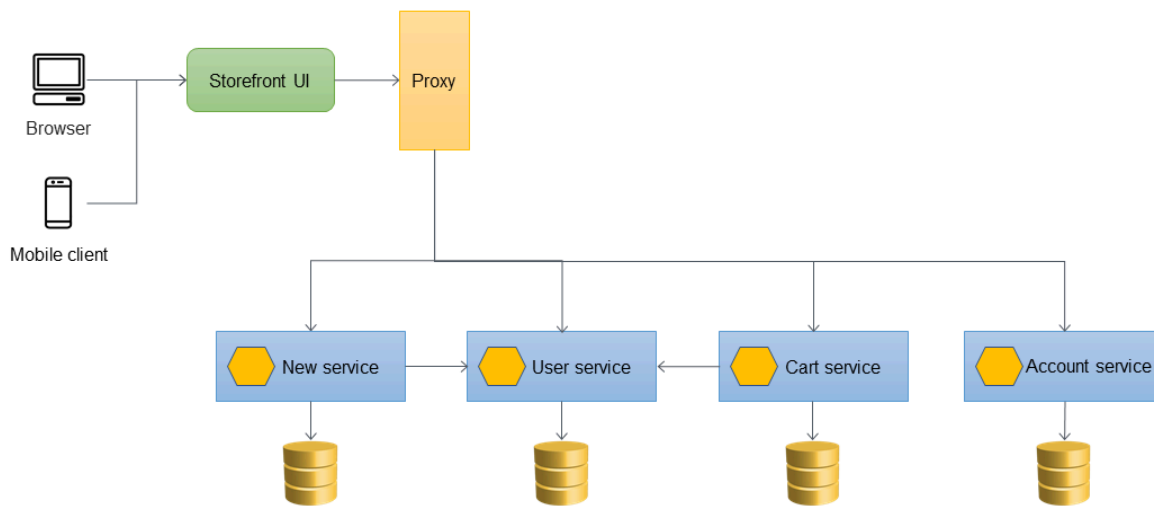 Storefront UI
Proxy
Browser
Mobile client
New service
User service
Cart service
Account service